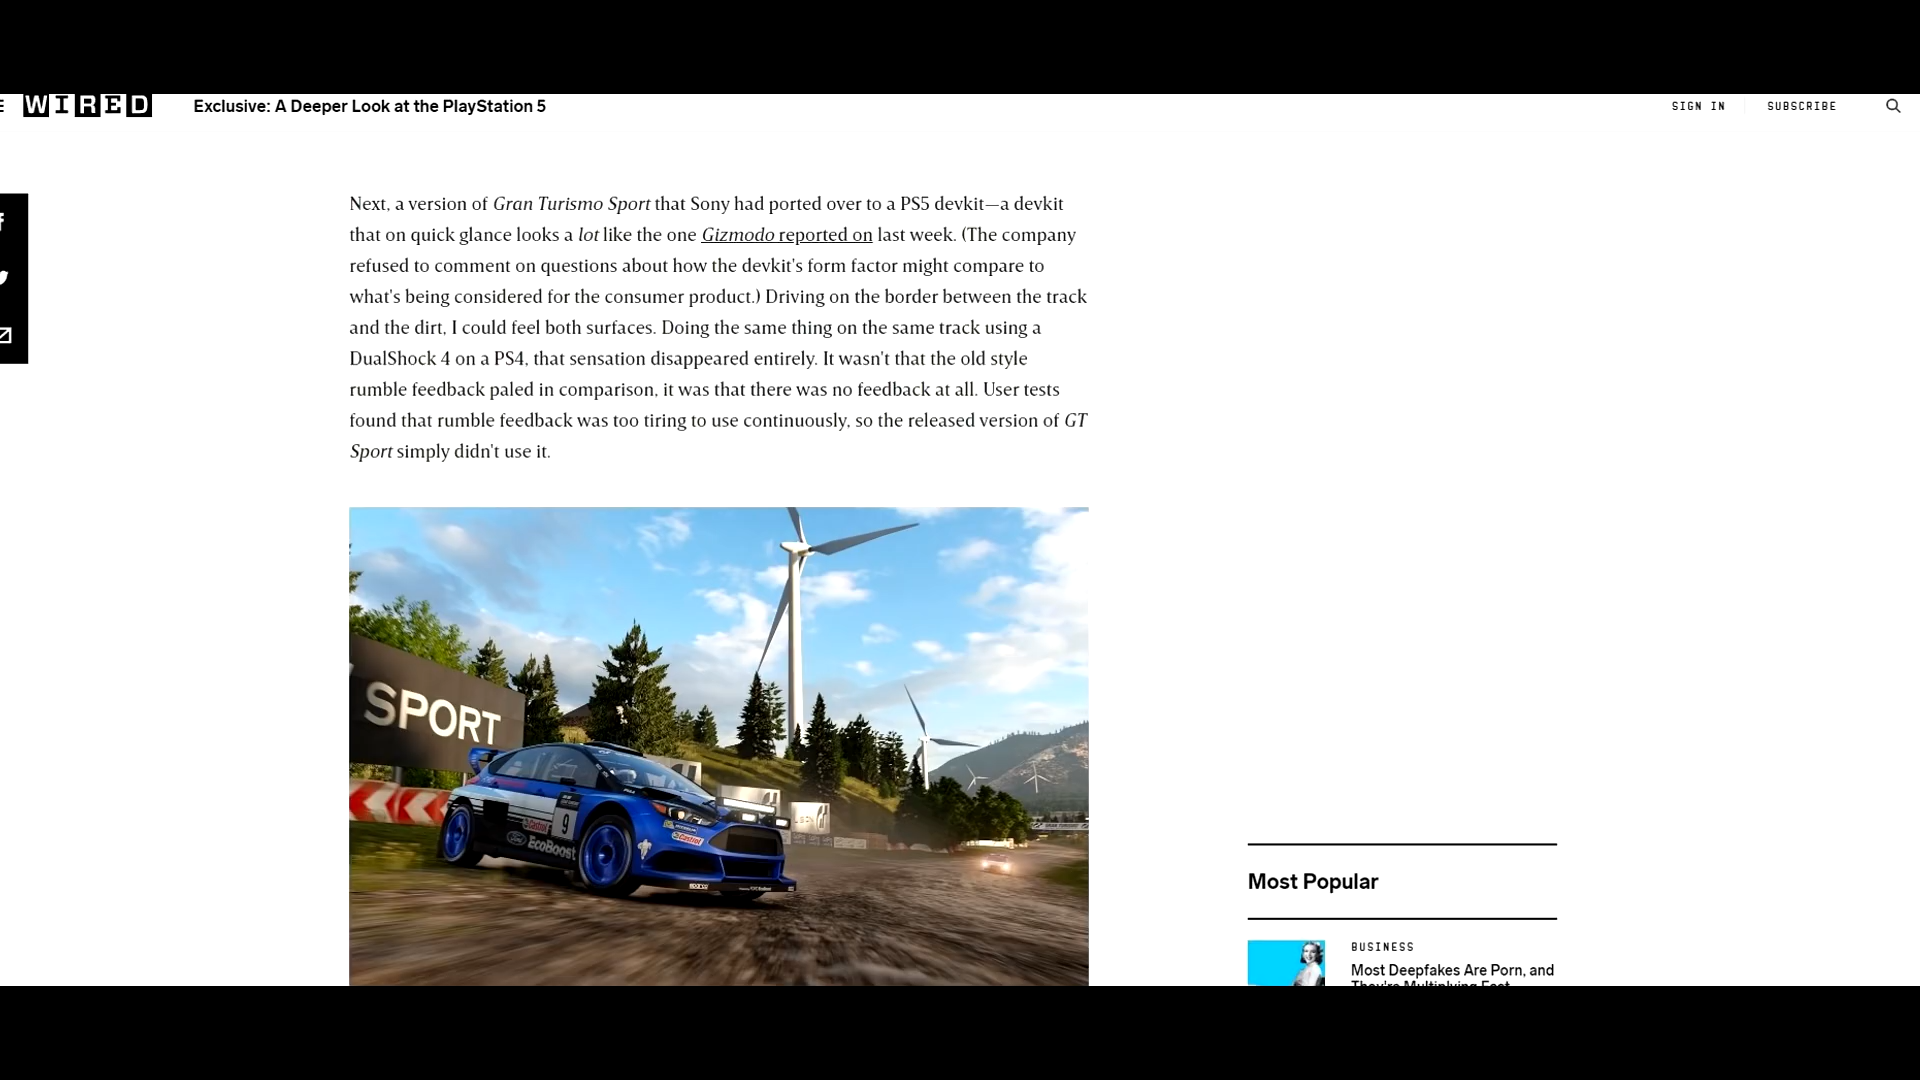 WIRED
Exclusive: A Deeper Look at the PlayStation 5
SIGN IN
SUBSCRIBE
Next, a version of Gran Turismo Sport that Sony had ported over to a PS5 devkit—a devkit
that on quick glance looks a lot like the one Gizmodo reported on last week. (The company
refused to comment on questions about how the devkit's form factor might compare to
what's being considered for the consumer product.) Driving on the border between the track
and the dirt, I could feel both surfaces. Doing the same thing on the same track using a
DualShock 4 on a PS4, that sensation disappeared entirely. It wasn't that the old style
rumble feedback paled in comparison, it was that there was no feedback at all. User tests
found that rumble feedback was too tiring to use continuously, so the released version of GT
Sport simply didn't use it.
SPORT
9
Castrol
Castrol
Ford
EcoBoost
Most Popular
BUSINESS
Most Deepfakes Are Porn, and
They're Multiplying Fast